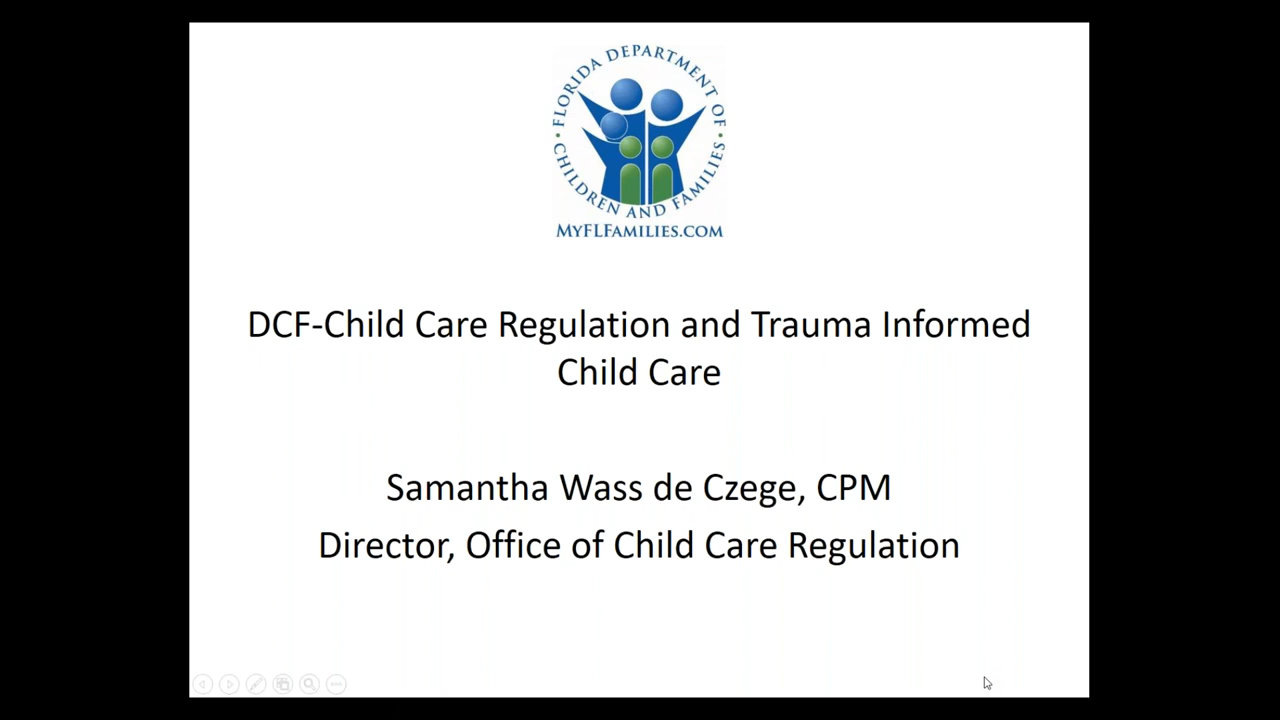 FLORIDA DEPARTMENT OF
CHILDREN AND FAMILIES
MYFLFAMILIES.COM
DCF-Child Care Regulation and Trauma Informed
Child Care
Samantha Wass de Czege, CPM
Director, Office of Child Care Regulation